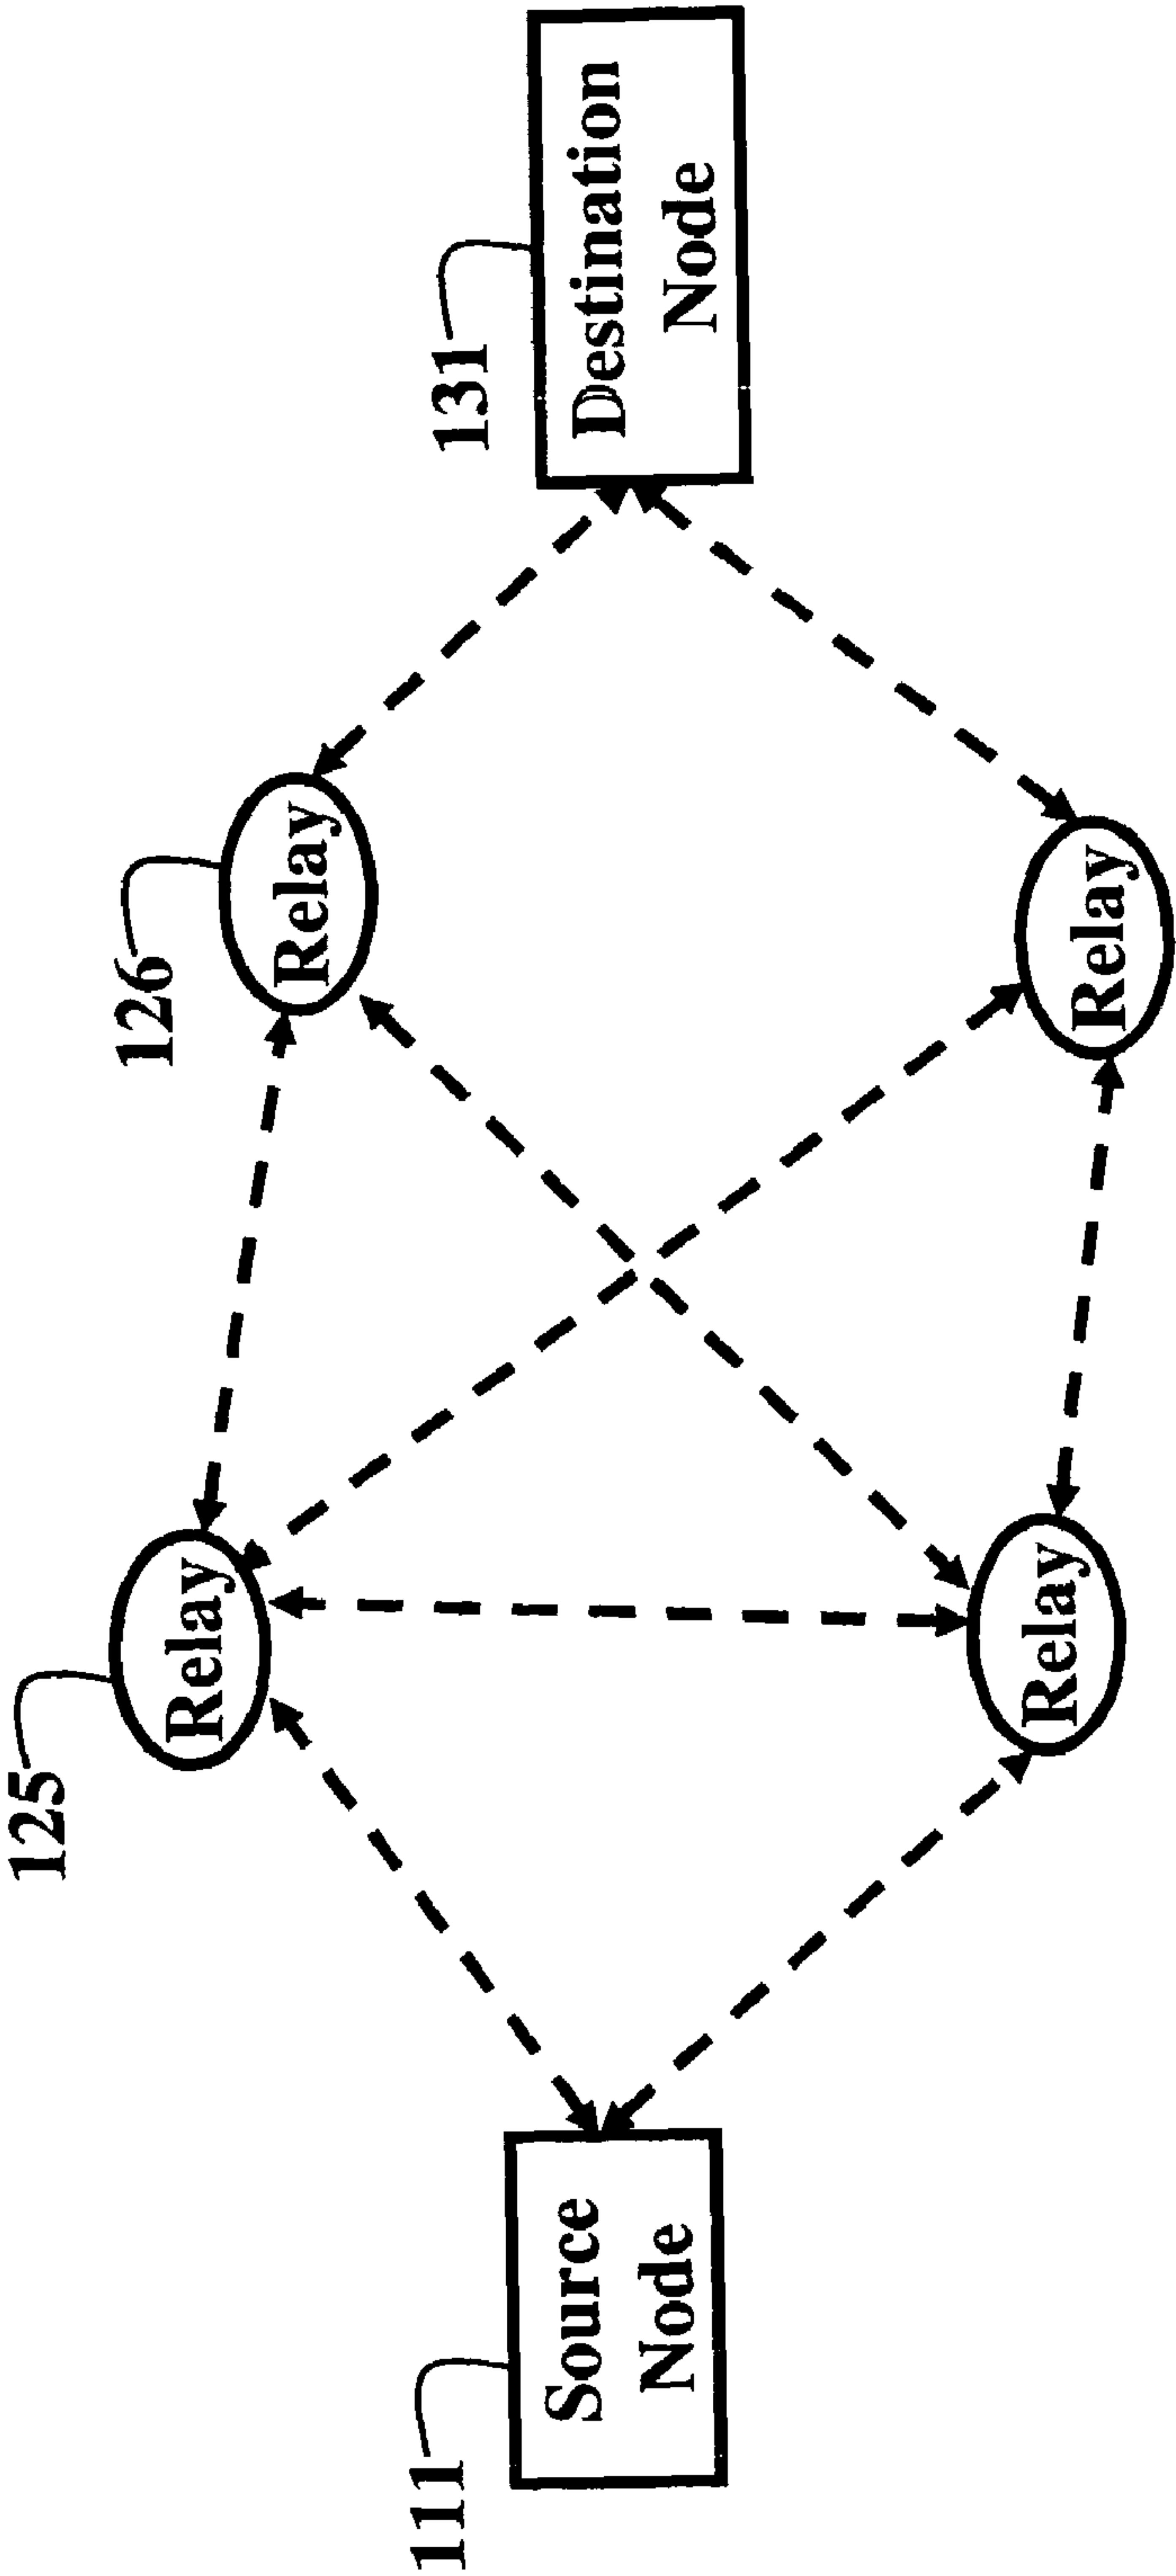 125
126
Relay
Relay
131
111
Source
Node
Destination
Node
Relay
Relay